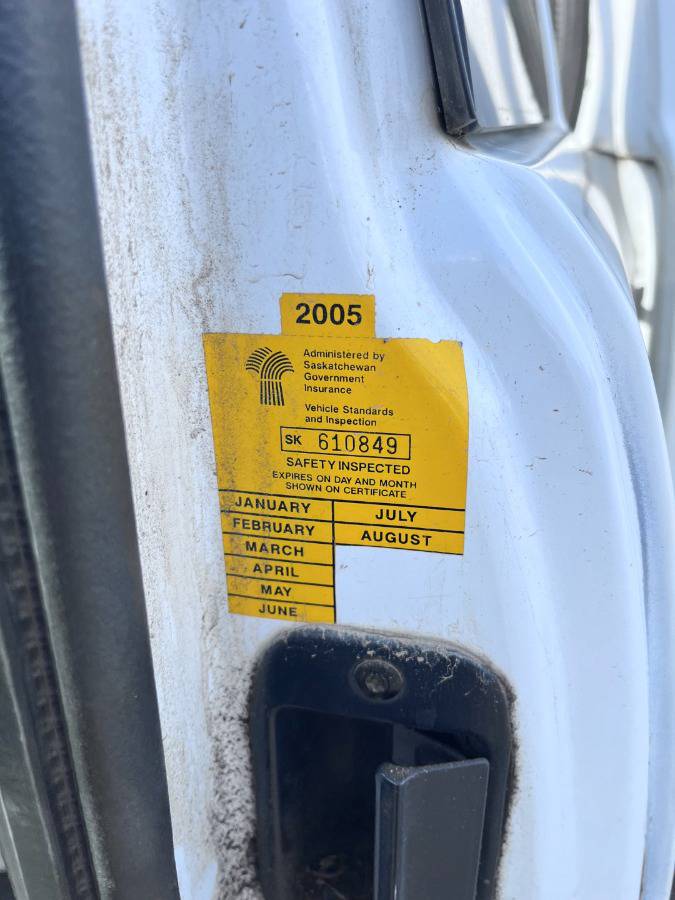 2005
Administered by
Saskatchewan
Government
Insurance
Vehicle Standards
and Inspection
SK 610849
SAFETY INSPECTED
EXPIRES ON DAY AND MONTH
SHOWN ON CERTIFICATE
JANUARY
FEBRUARY
MARCH
APRIL
MAY
JUNE
JULY
AUGUST